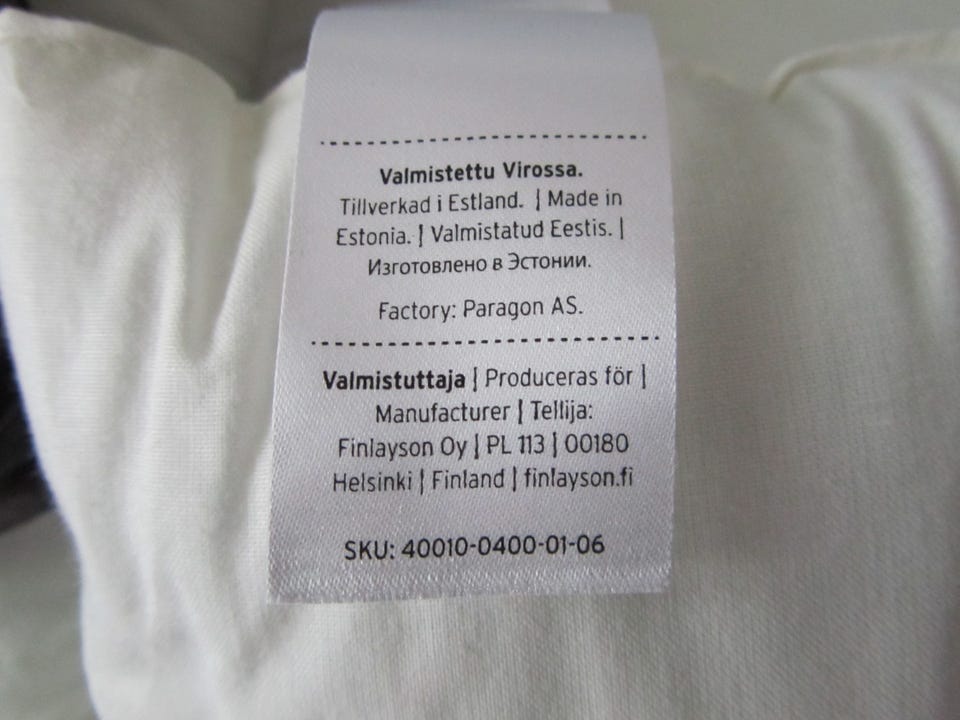 Valmistettu Virossa.
Tillverkad i Estland. | Made in
Estonia. | Valmistatud Eestis. |
Изготовлено в Эстонии.
Factory: Paragon AS.
Valmistuttaja | Produceras för |
Manufacturer | Tellija:
Finlayson Oy | PL 113 | 00180
Helsinki | Finland | finlayson.fi
SKU: 40010-0400-01-06